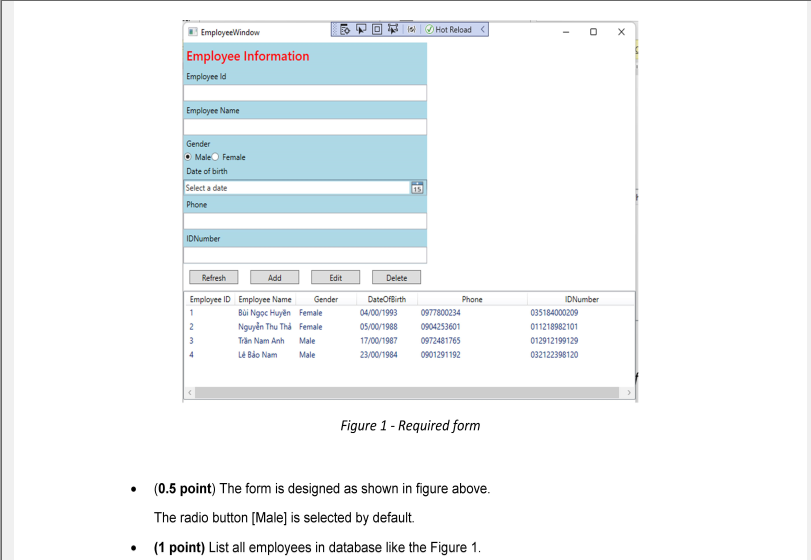 EmployeeWindow
Hot Reload
Employee Information
Employee Id
Employee Name
Gender
Male Female
Date of birth
Select a date 15
Phone
IDNumber
Refresh Add Edit Delete
Employee ID Employee Name Gender DateOfBirth Phone IDNumber
1 Bùi Ngọc Huyền Female 04/00/1993 0977800234 035184000209
2 Nguyễn Thu Thả Female 05/00/1988 0904253601 011218982101
3 Trần Nam Anh Male 17/00/1987 0972481765 012912199129
4 Lê Bảo Nam Male 23/00/1984 0901291192 032122398120
Figure 1 - Required form
• (0.5 point) The form is designed as shown in figure above.
The radio button [Male] is selected by default.
• (1 point) List all employees in database like the Figure 1.